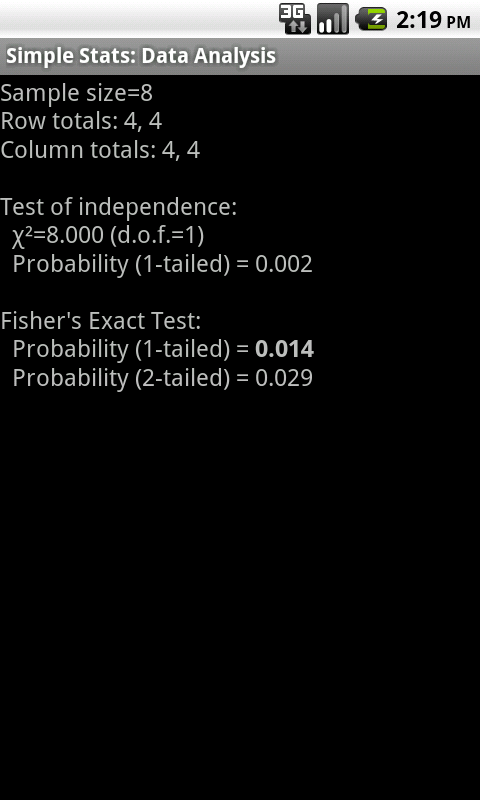 3G
2:19 PM
Simple Stats: Data Analysis
Sample size=8
Row totals: 4, 4
Column totals: 4, 4
Test of independence:
χ²=8.000 (d.o.f.=1)
Probability (1-tailed) = 0.002
Fisher's Exact Test:
Probability (1-tailed) = 0.014
Probability (2-tailed) = 0.029